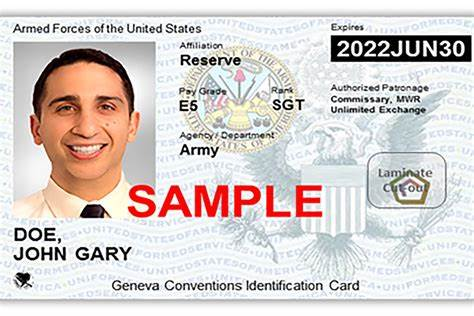 Armed Forces of the United States
Expires
2022JUN30
Affiliation
Reserve
Pay Grade
Rank
E5
SGT
Agency / Department
Army
Authorized Patronage
Commissary, MWR
Unlimited Exchange
Laminate
Cut-out
SAMPLE
DOE,
JOHN GARY
Geneva Conventions Identification Card